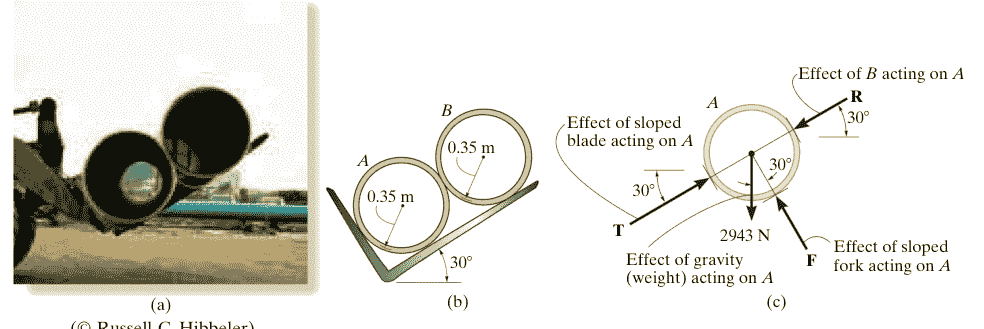 (a)
(© Russell C. Hibbeler)
B
A
0.35 m
0.35 m
30°
(b)
Effect of B acting on A
R
30°
A
Effect of sloped
blade acting on A
30°
30°
T
2943 N
Effect of gravity
(weight) acting on A
F
Effect of sloped
fork acting on A
(c)